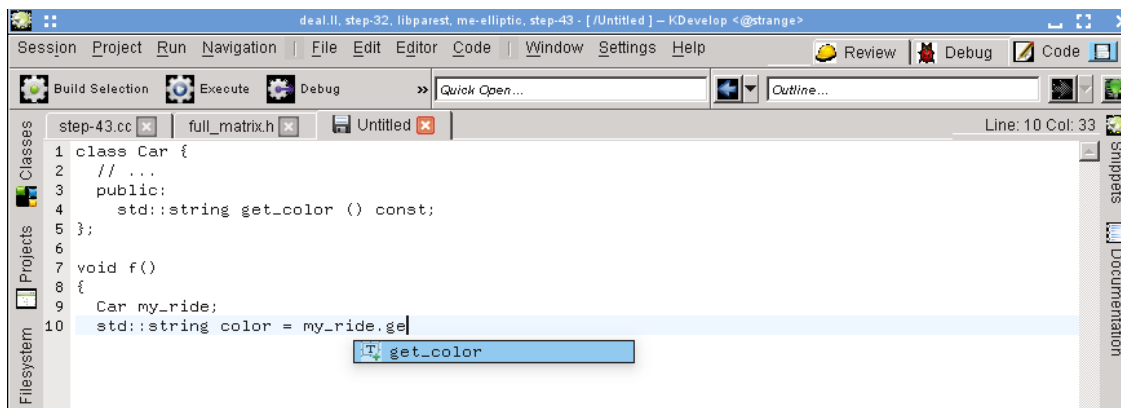 deal.II, step-32, libparest, me-elliptic, step-43 - [ /Untitled ] – KDevelop <@strange>
Session Project Run Navigation | File Edit Editor Code | Window Settings Help Review Debug Code
Build Selection Execute Debug » Quick Open... Outline...
step-43.cc full_matrix.h Untitled Line: 10 Col: 33
Classes
Projects
Filesystem
1 class Car {
2 // ...
3 public:
4 std::string get_color () const;
5 };
6
7 void f()
8 {
9 Car my_ride;
10 std::string color = my_ride.ge
get_color
Snippets
Documentation